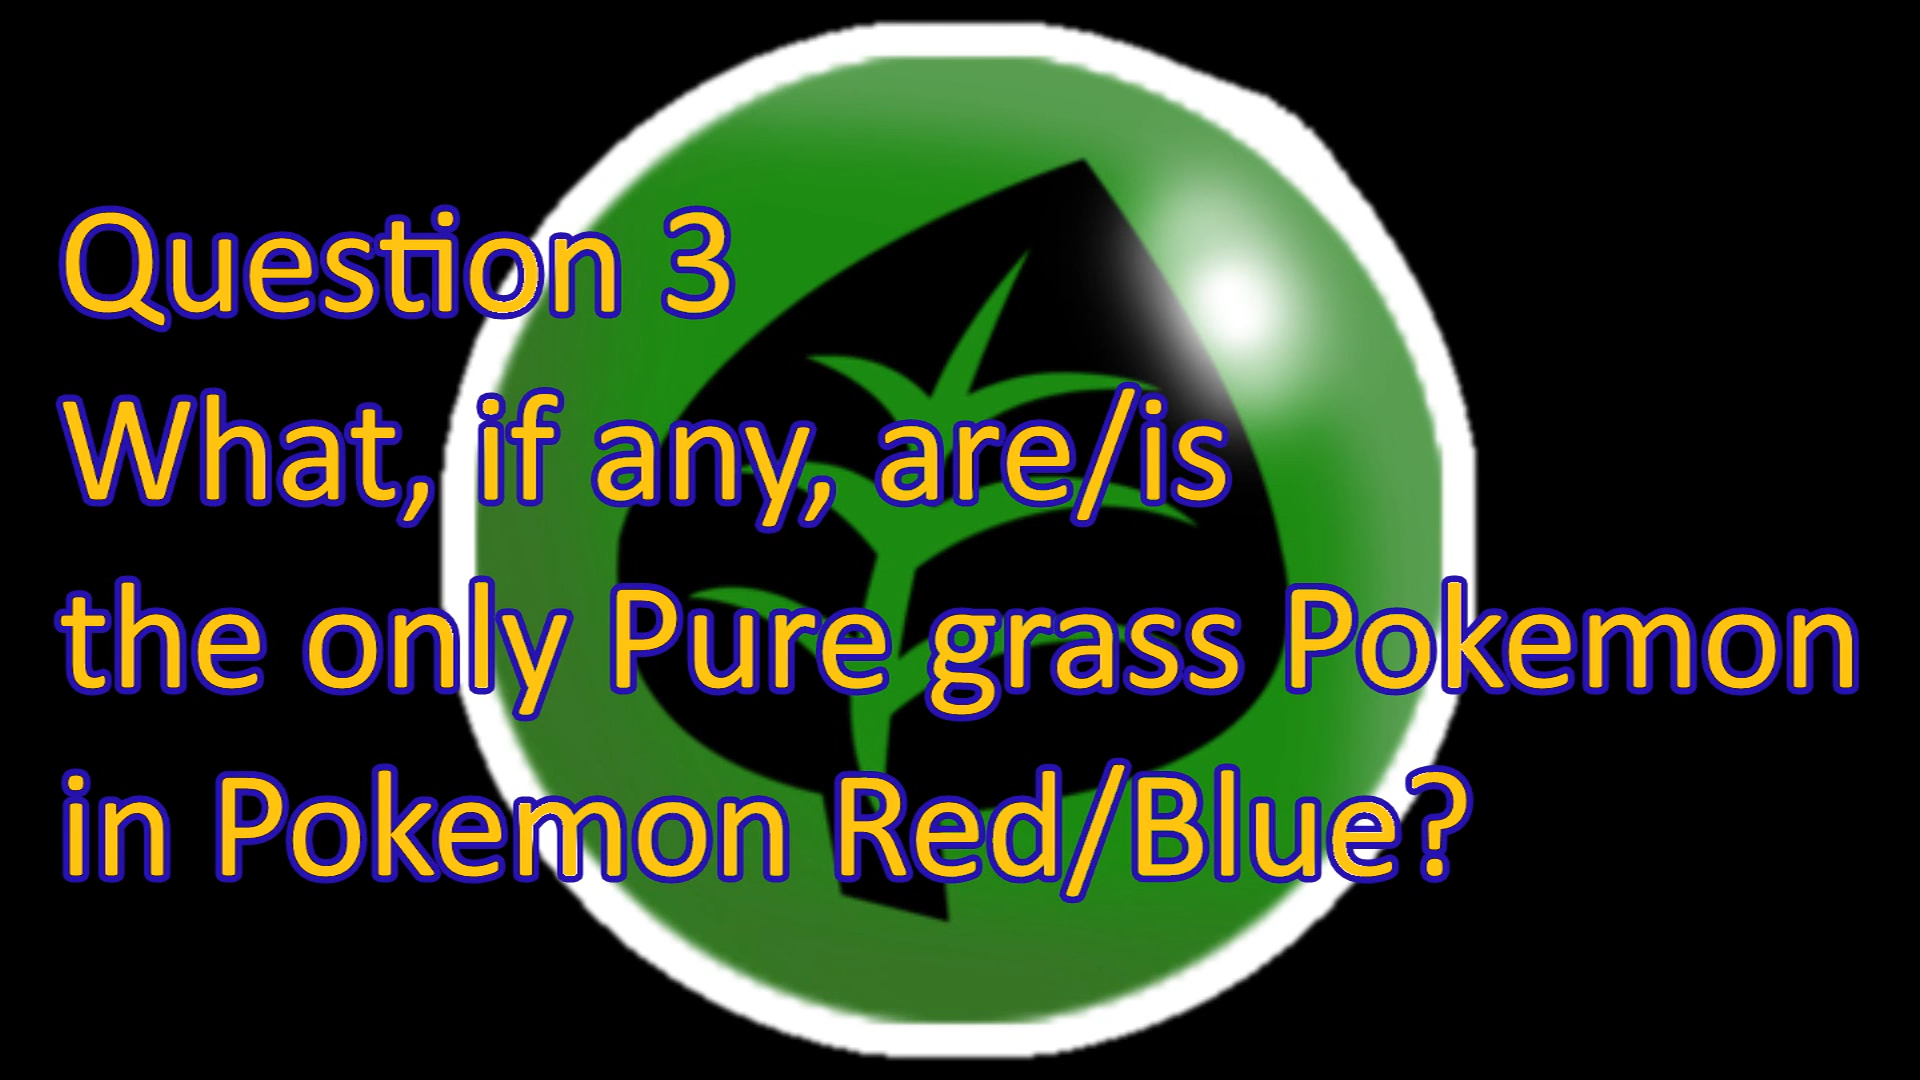 Question 3
What, if any, are/is
the only Pure grass Pokemon
in Pokemon Red/Blue?